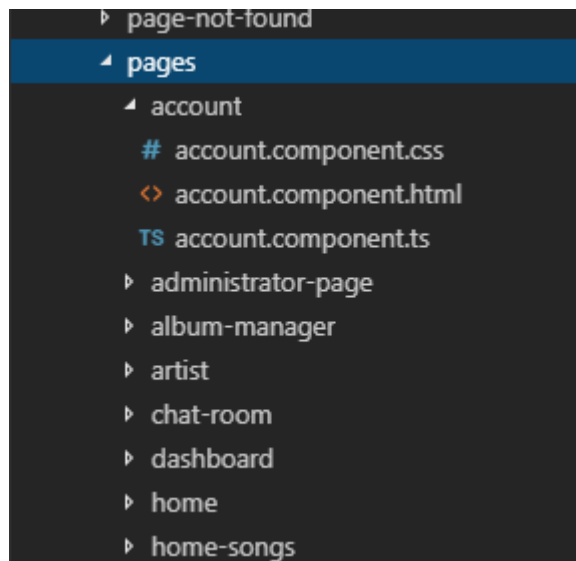 page-not-found
pages
account
# account.component.css
<> account.component.html
TS account.component.ts
administrator-page
album-manager
artist
chat-room
dashboard
home
home-songs